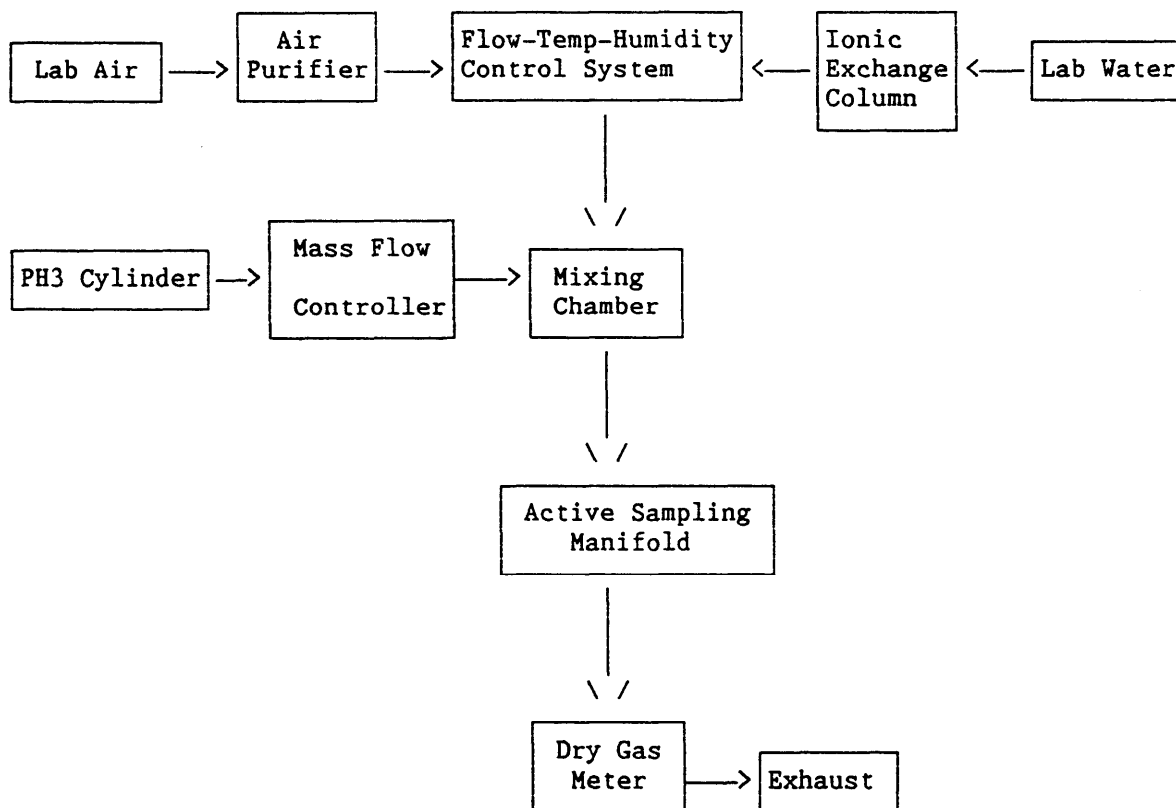 Lab Air
Air
Purifier
Flow-Temp-Humidity
Control System
Ionic
Exchange
Column
Lab Water
PH3 Cylinder
Mass Flow
Controller
Mixing
Chamber
Active Sampling
Manifold
Dry Gas
Meter
Exhaust